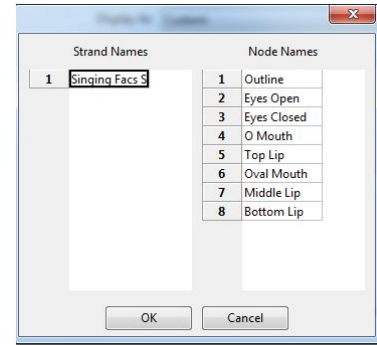 Strand Names Node Names
1 Singing Facs S 1 Outline
2 Eyes Open
3 Eyes Closed
4 O Mouth
5 Top Lip
6 Oval Mouth
7 Middle Lip
8 Bottom Lip
OK Cancel